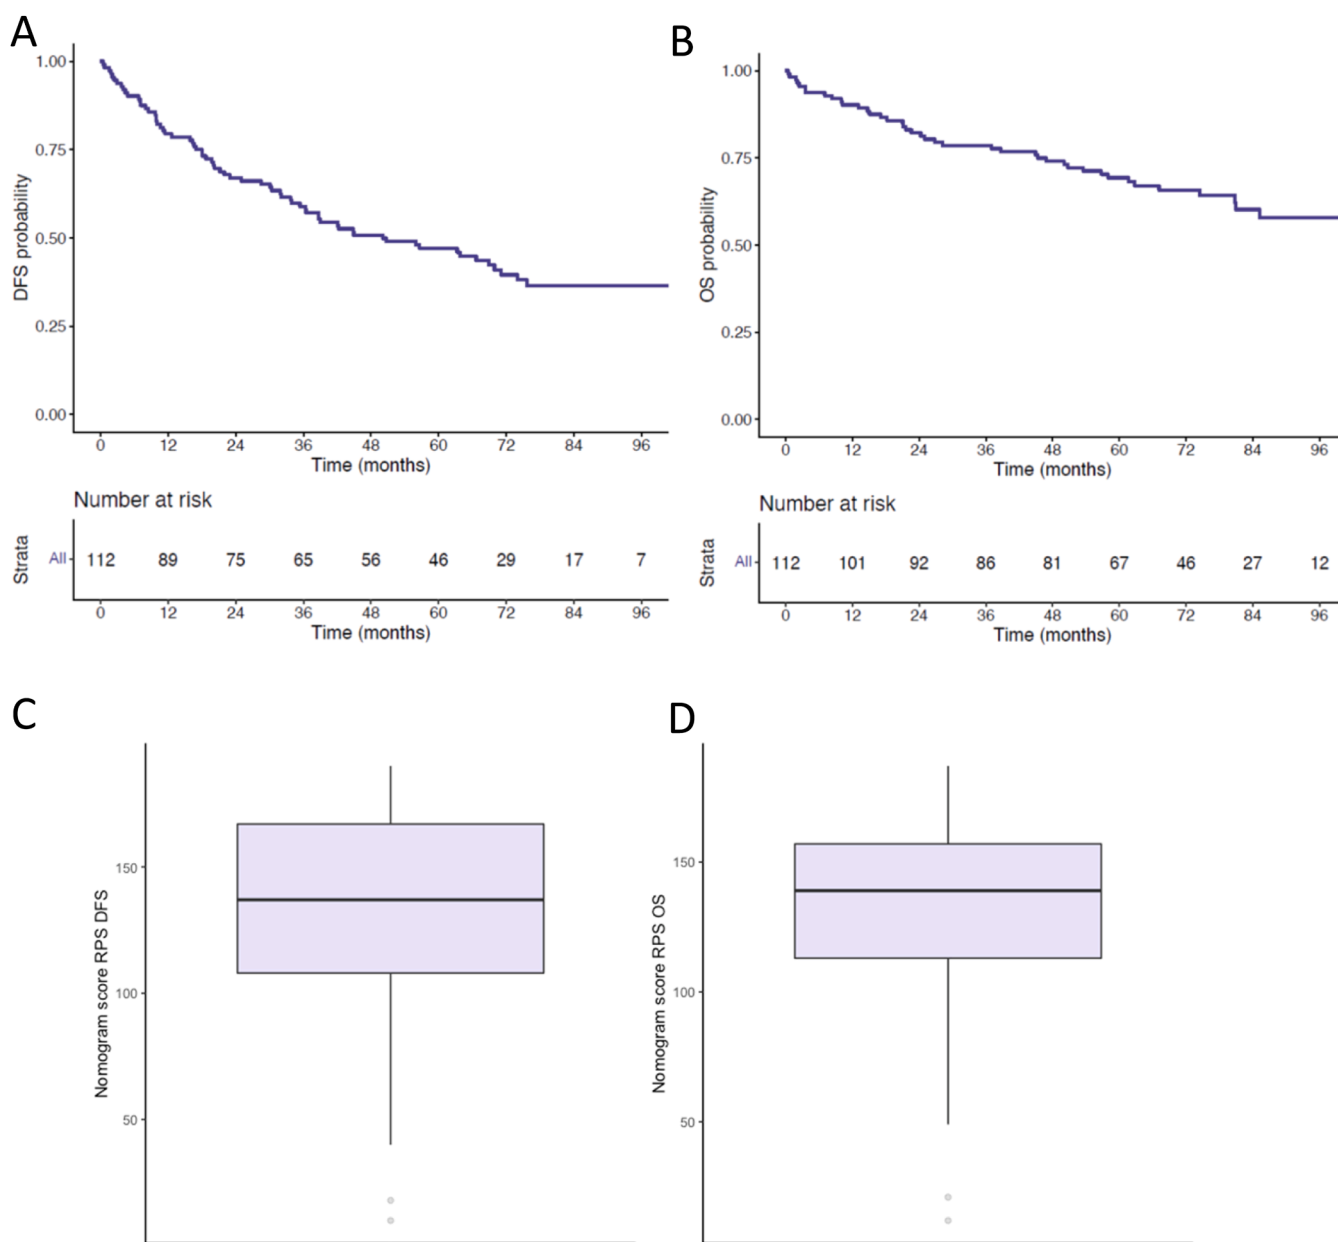 A
1.00
0.75
0.50
0.25
0.00
DFS probability
0 12 24 36 48 60 72 84 96
Time (months)
Number at risk
Strata
All 112 89 75 65 56 46 29 17 7
0 12 24 36 48 60 72 84 96
Time (months)
B
1.00
0.75
0.50
0.25
0.00
OS probability
0 12 24 36 48 60 72 84 96
Time (months)
Number at risk
Strata
All 112 101 92 86 81 67 46 27 12
0 12 24 36 48 60 72 84 96
Time (months)
C
Nomogram score RPS DFS
150
100
50
D
Nomogram score RPS OS
150
100
50